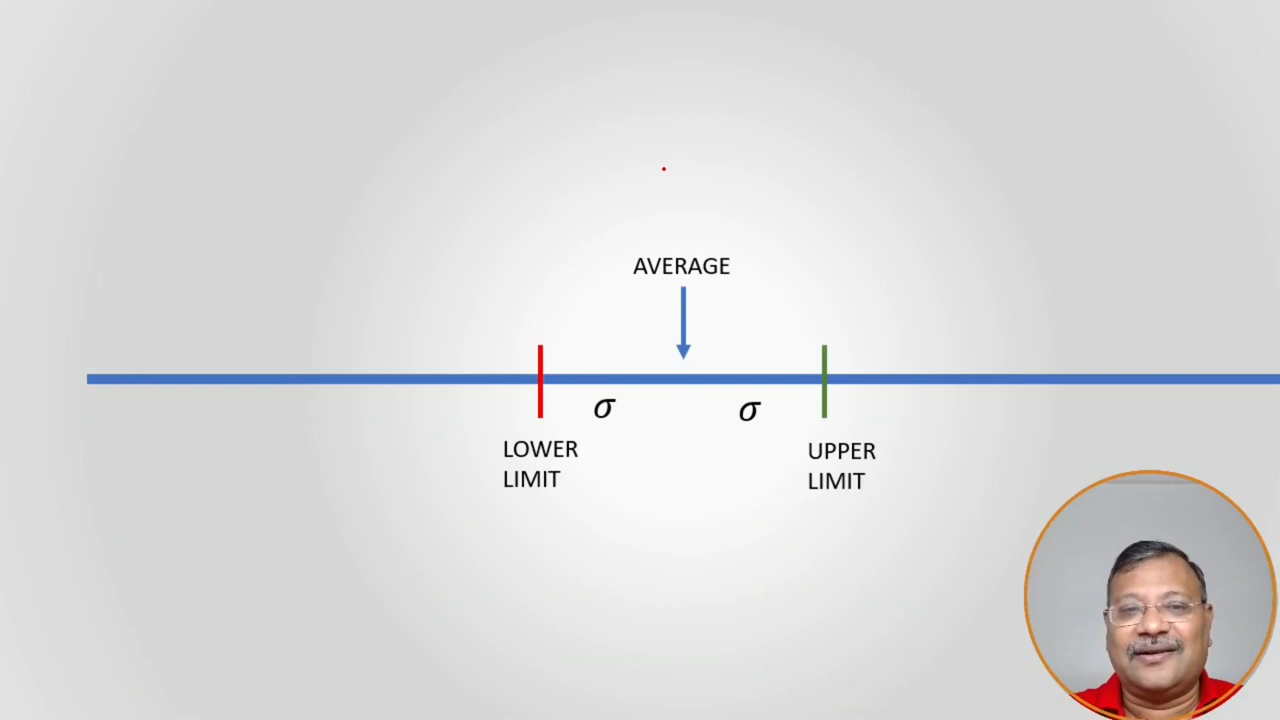 AVERAGE
σ
σ
LOWER
LIMIT
UPPER
LIMIT